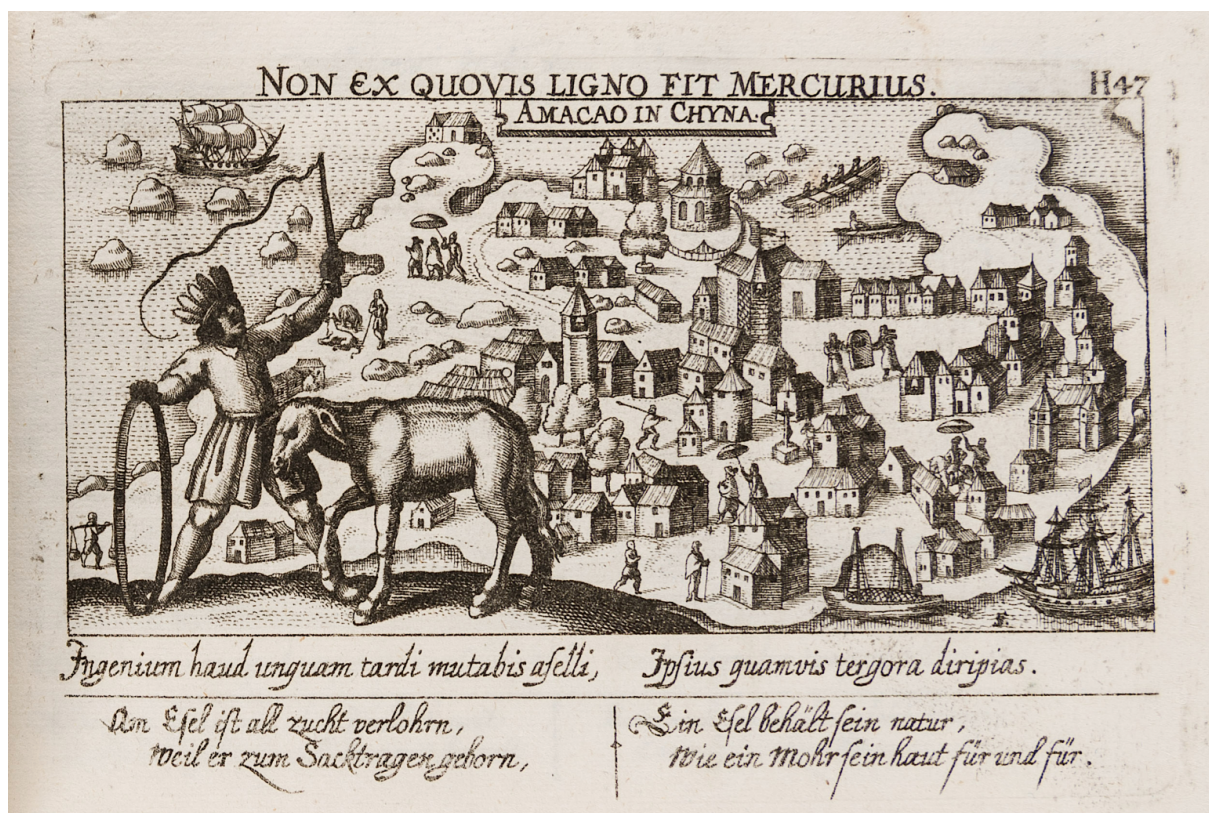 NON EX QUOVIS LIGNO FIT MERCURIUS.
H47
AMACAO IN CHYNA.
Ingenium haud unquam tardi mutabis aſelli,
Ipſius quamvis tergora diripias.
Am Eſel iſt all zucht verlohrn,
Weil er zum Sacktragen geborn,
Ein Eſel behält ſein natur,
Wie ein Mohr ſein haut für und für.